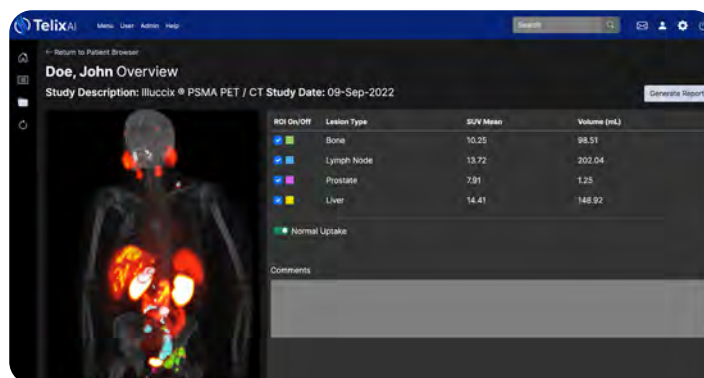 TelixAI Menu User Admin Help Search
← Return to Patient Browser
Doe, John Overview
Study Description: Illuccix ® PSMA PET / CT Study Date: 09-Sep-2022
Generate Report
ROI On/Off Lesion Type SUV Mean Volume (mL)
Bone 10.25 98.51
Lymph Node 13.72 202.04
Prostate 7.91 1.25
Liver 14.41 148.92
Normal Uptake
Comments